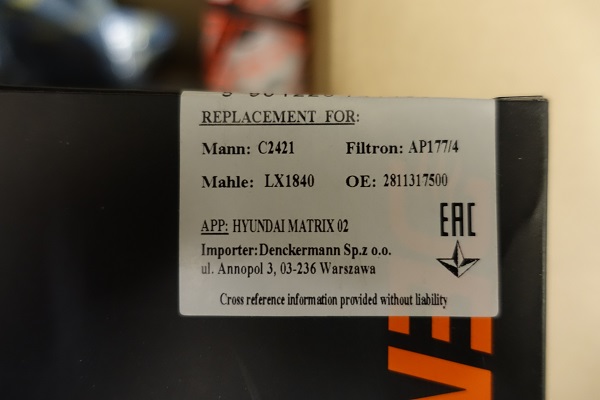 REPLACEMENT FOR:
Mann: C2421 Filtron: AP177/4
Mahle: LX1840 OE: 2811317500
APP: HYUNDAI MATRIX 02
Importer:Denckermann Sp.z o.o.
ul. Annopol 3, 03-236 Warszawa
Cross reference information provided without liability
EAC